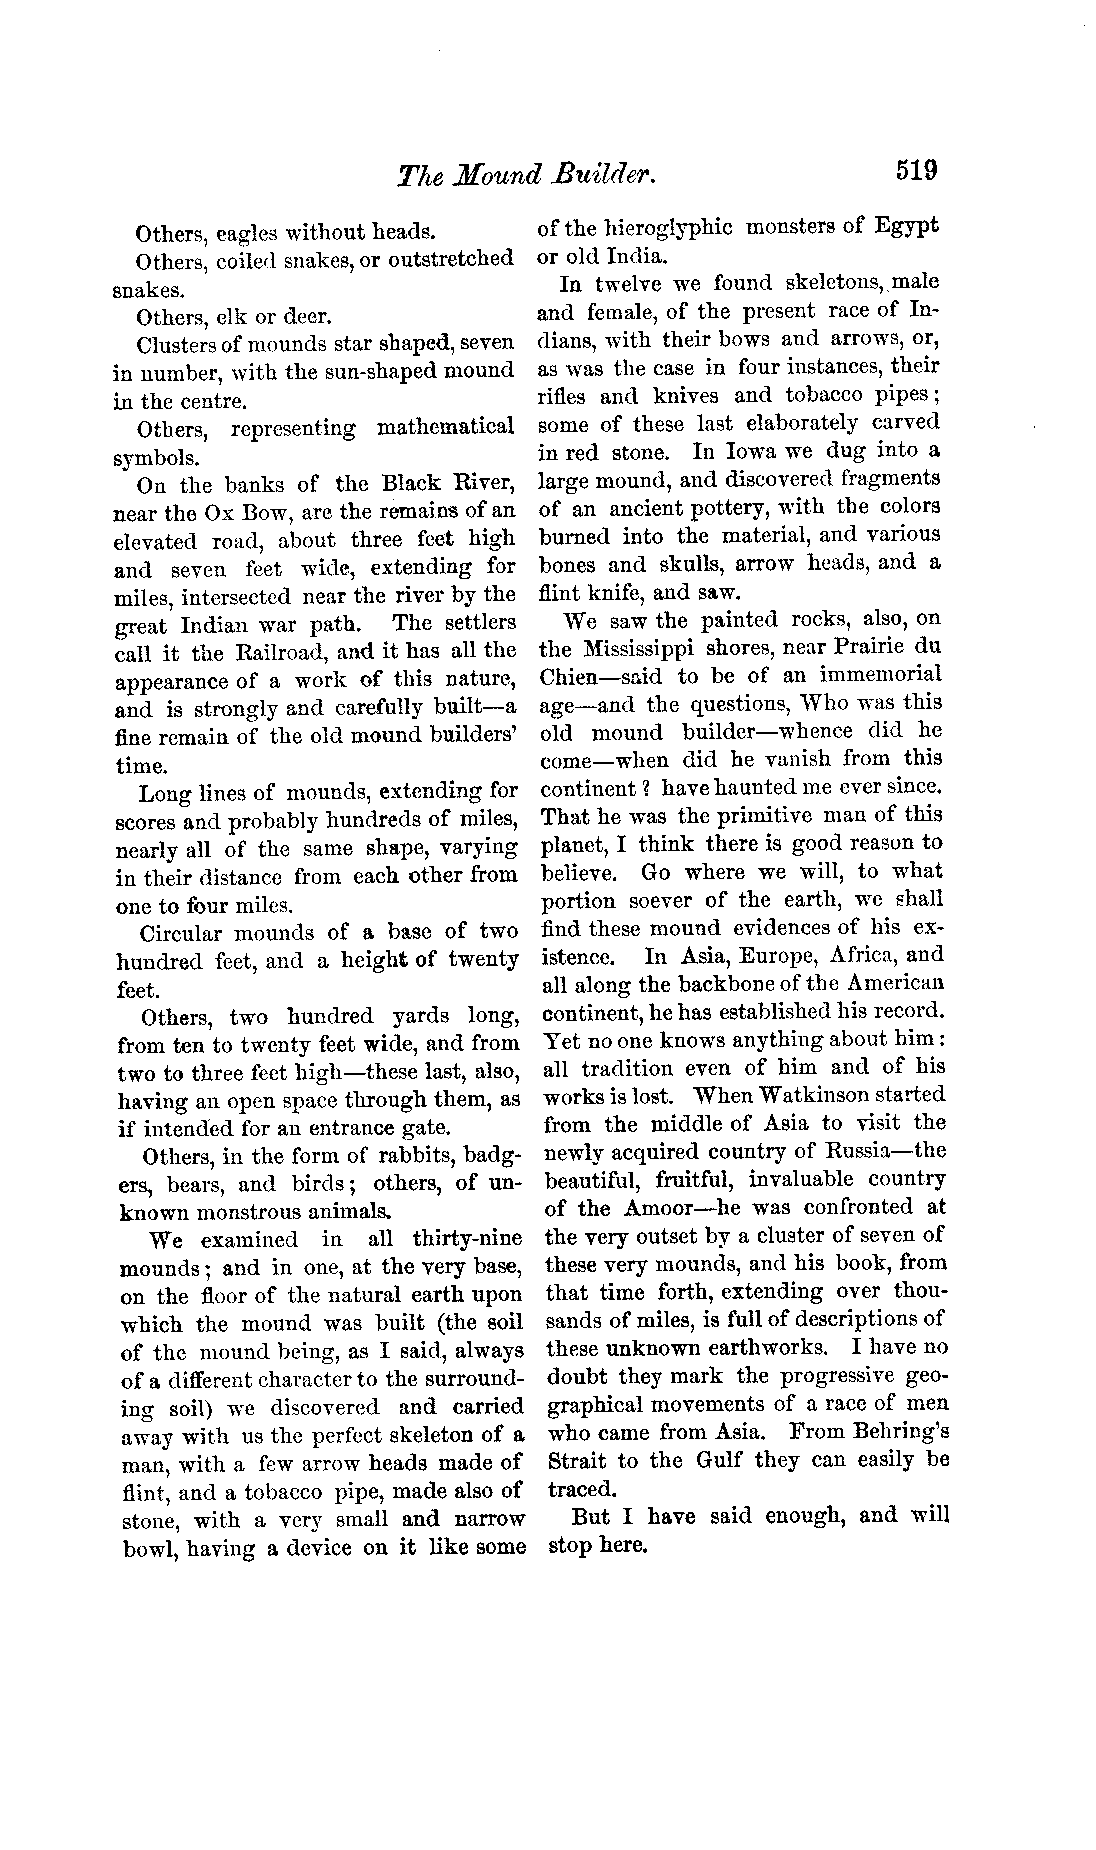 The Mound Builder.
519
Others, eagles without heads.
Others, coiled snakes, or outstretched
snakes.
Others, elk or deer.
Clusters of mounds star shaped, seven
in number, with the sun-shaped mound
in the centre.
Others, representing mathematical
symbols.
On the banks of the Black River,
near the Ox Bow, are the remains of an
elevated road, about three feet high
and seven feet wide, extending for
miles, intersected near the river by the
great Indian war path. The settlers
call it the Railroad, and it has all the
appearance of a work of this nature,
and is strongly and carefully built—a
fine remain of the old mound builders'
time.
Long lines of mounds, extending for
scores and probably hundreds of miles,
nearly all of the same shape, varying
in their distance from each other from
one to four miles.
Circular mounds of a base of two
hundred feet, and a height of twenty
feet.
Others, two hundred yards long,
from ten to twenty feet wide, and from
two to three feet high—these last, also,
having an open space through them, as
if intended for an entrance gate.
Others, in the form of rabbits, badg-
ers, bears, and birds; others, of un-
known monstrous animals.
We examined in all thirty-nine
mounds; and in one, at the very base,
on the floor of the natural earth upon
which the mound was built (the soil
of the mound being, as I said, always
of a different character to the surround-
ing soil) we discovered and carried
away with us the perfect skeleton of a
man, with a few arrow heads made of
flint, and a tobacco pipe, made also of
stone, with a very small and narrow
bowl, having a device on it like some
of the hieroglyphic monsters of Egypt
or old India.
In twelve we found skeletons, male
and female, of the present race of In-
dians, with their bows and arrows, or,
as was the case in four instances, their
rifles and knives and tobacco pipes;
some of these last elaborately carved
in red stone. In Iowa we dug into a
large mound, and discovered fragments
of an ancient pottery, with the colors
burned into the material, and various
bones and skulls, arrow heads, and a
flint knife, and saw.
We saw the painted rocks, also, on
the Mississippi shores, near Prairie du
Chien—said to be of an immemorial
age—and the questions, Who was this
old mound builder—whence did he
come—when did he vanish from this
continent? have haunted me ever since.
That he was the primitive man of this
planet, I think there is good reason to
believe. Go where we will, to what
portion soever of the earth, we shall
find these mound evidences of his ex-
istence. In Asia, Europe, Africa, and
all along the backbone of the American
continent, he has established his record.
Yet no one knows anything about him:
all tradition even of him and of his
works is lost. When Watkinson started
from the middle of Asia to visit the
newly acquired country of Russia—the
beautiful, fruitful, invaluable country
of the Amoor—he was confronted at
the very outset by a cluster of seven of
these very mounds, and his book, from
that time forth, extending over thou-
sands of miles, is full of descriptions of
these unknown earthworks. I have no
doubt they mark the progressive geo-
graphical movements of a race of men
who came from Asia. From Behring's
Strait to the Gulf they can easily be
traced.
But I have said enough, and will
stop here.